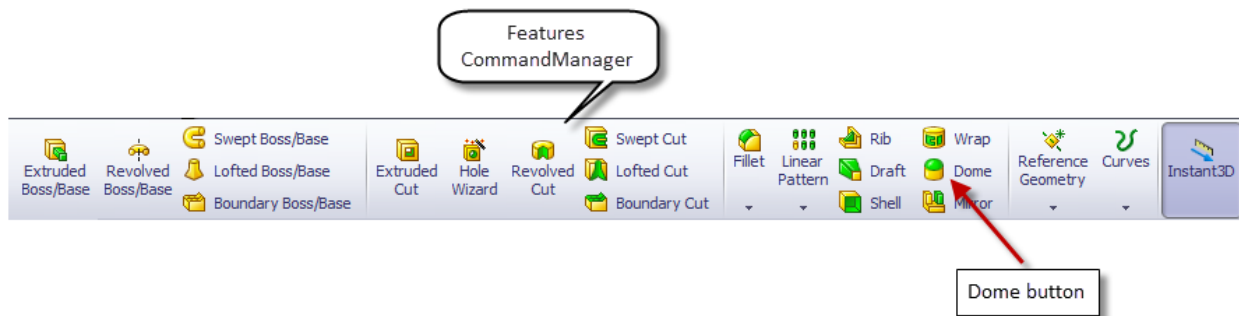 Features
CommandManager
Extruded
Boss/Base
Revolved
Boss/Base
Swept Boss/Base
Lofted Boss/Base
Boundary Boss/Base
Extruded
Cut
Hole
Wizard
Revolved
Cut
Swept Cut
Lofted Cut
Boundary Cut
Fillet
Linear
Pattern
Rib
Draft
Shell
Wrap
Dome
Mirror
Reference
Geometry
Curves
Instant3D
Dome button